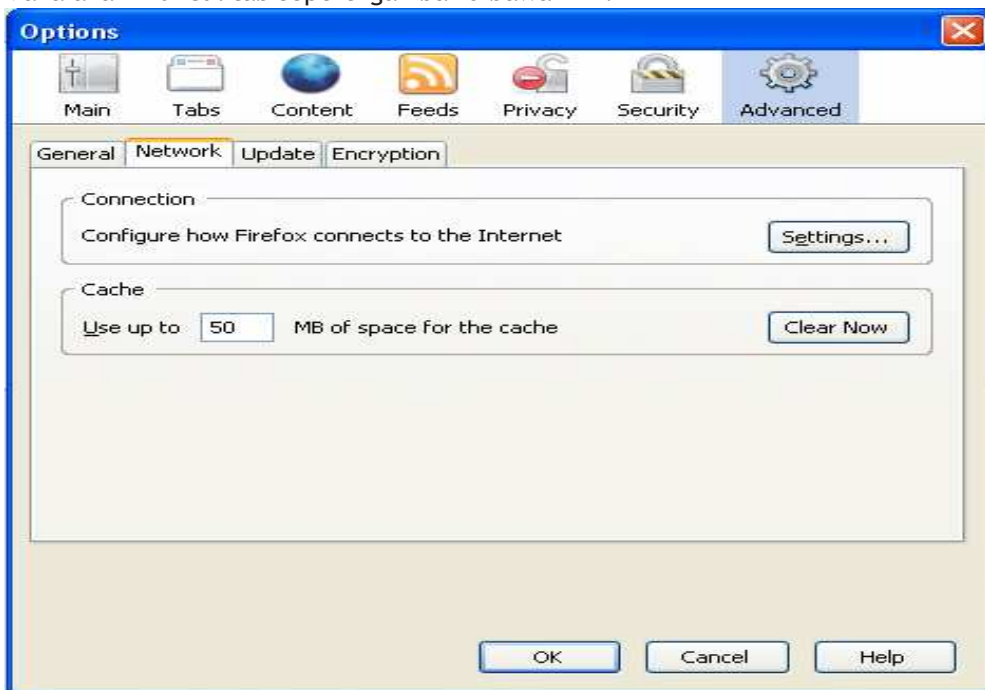 Options
Main Tabs Content Feeds Privacy Security Advanced
General Network Update Encryption
Connection
Configure how Firefox connects to the Internet Settings...
Cache
Use up to 50 MB of space for the cache Clear Now
OK Cancel Help